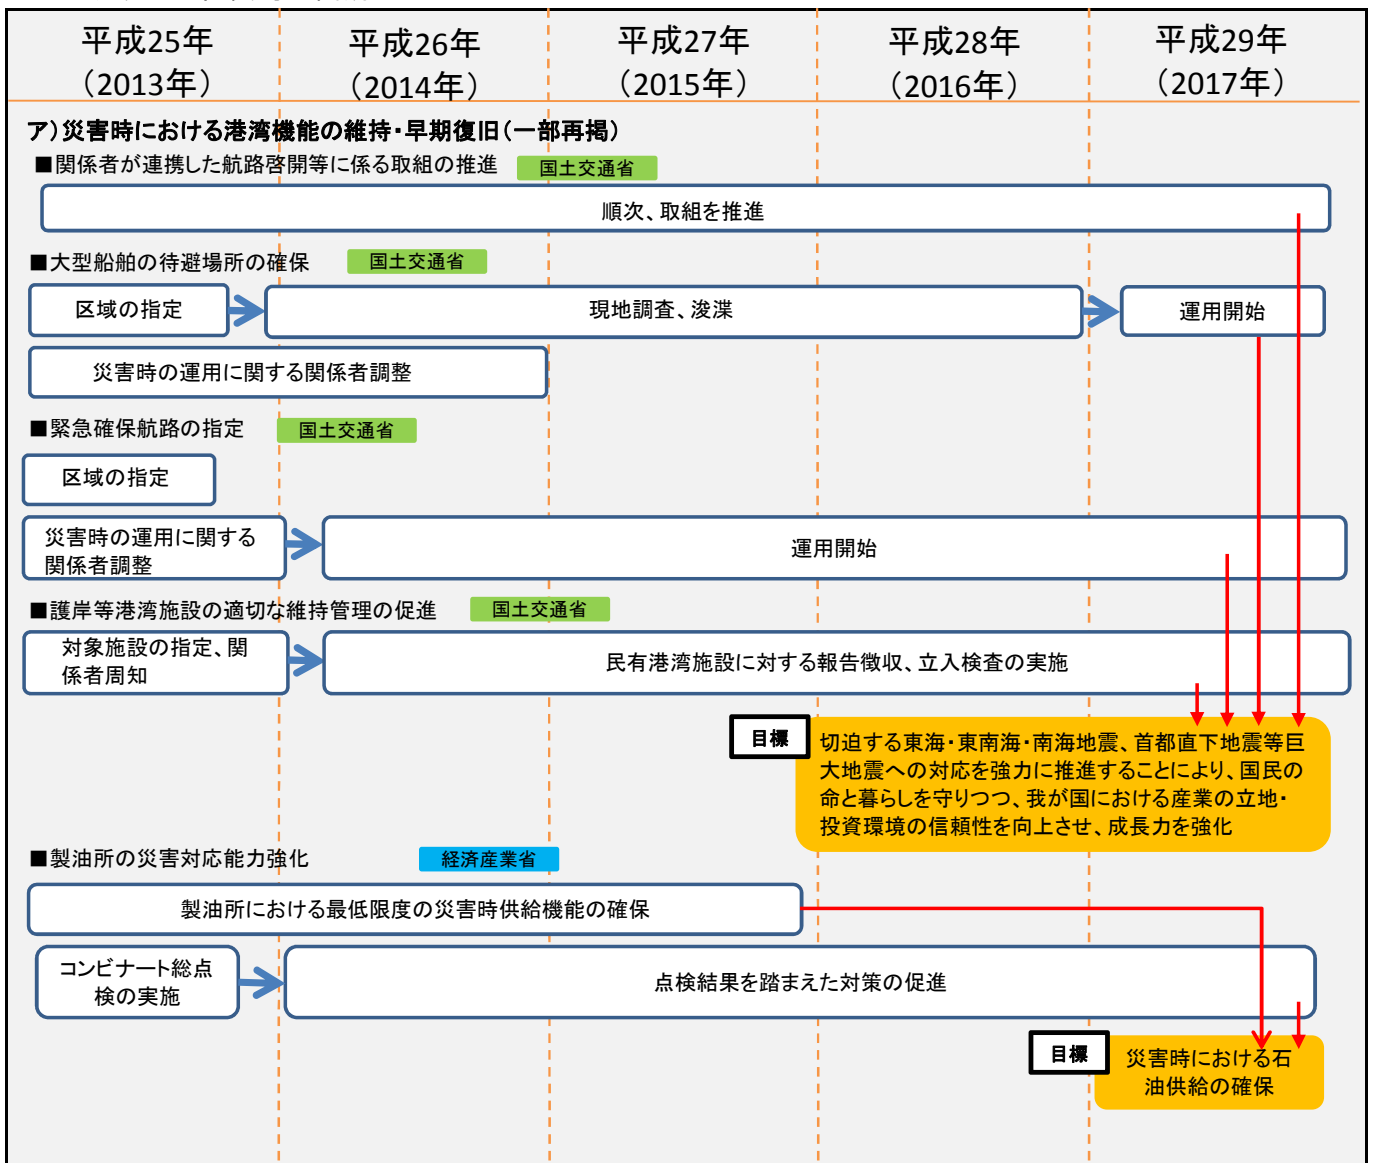 平成25年
(2013年)
平成26年
(2014年)
平成27年
(2015年)
平成28年
(2016年)
平成29年
(2017年)
ア)災害時における港湾機能の維持・早期復旧(一部再掲)
■関係者が連携した航路啓開等に係る取組の推進
国土交通省
順次、取組を推進
■大型船舶の待避場所の確保
国土交通省
区域の指定
現地調査、浚渫
運用開始
災害時の運用に関する関係者調整
■緊急確保航路の指定
国土交通省
区域の指定
災害時の運用に関する
関係者調整
運用開始
■護岸等港湾施設の適切な維持管理の促進
国土交通省
対象施設の指定、関
係者周知
民有港湾施設に対する報告徴収、立入検査の実施
目標
切迫する東海・東南海・南海地震、首都直下地震等巨
大地震への対応を強力に推進することにより、国民の
命と暮らしを守りつつ、我が国における産業の立地・
投資環境の信頼性を向上させ、成長力を強化
■製油所の災害対応能力強化
経済産業省
製油所における最低限度の災害時供給機能の確保
コンビナート総点
検の実施
点検結果を踏まえた対策の促進
目標
災害時における石
油供給の確保